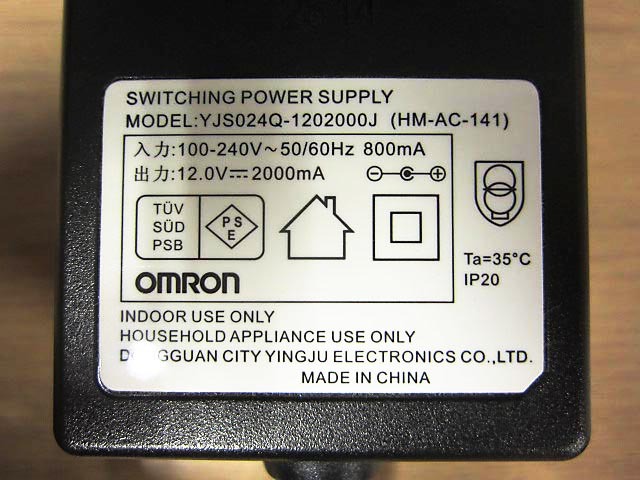 SWITCHING POWER SUPPLY
MODEL:YJS024Q-1202000J (HM-AC-141)
入力:100-240V~50/60Hz 800mA
出力:12.0V⎓2000mA
TÜV
SÜD
PSB
PS
E
Ta=35°C
IP20
OMRON
INDOOR USE ONLY
HOUSEHOLD APPLIANCE USE ONLY
DONGGUAN CITY YINGJU ELECTRONICS CO.,LTD.
MADE IN CHINA